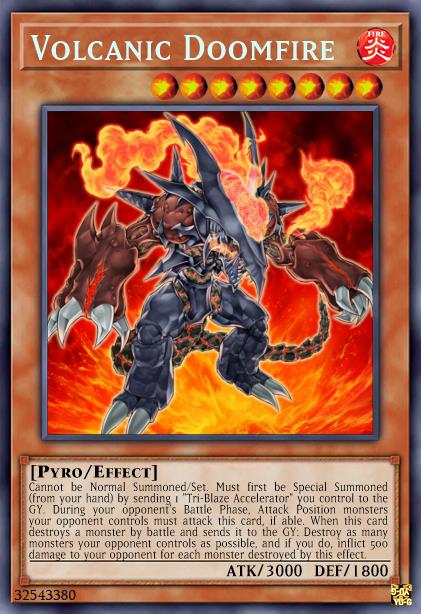 Volcanic Doomfire
FIRE
炎
[Pyro/Effect]
Cannot be Normal Summoned/Set. Must first be Special Summoned
(from your hand) by sending 1 "Tri-Blaze Accelerator" you control to the
GY. During your opponent's Battle Phase, Attack Position monsters
your opponent controls must attack this card, if able. When this card
destroys a monster by battle and sends it to the GY: Destroy as many
monsters your opponent controls as possible, and if you do, inflict 500
damage to your opponent for each monster destroyed by this effect.
ATK/3000 DEF/1800
32543380